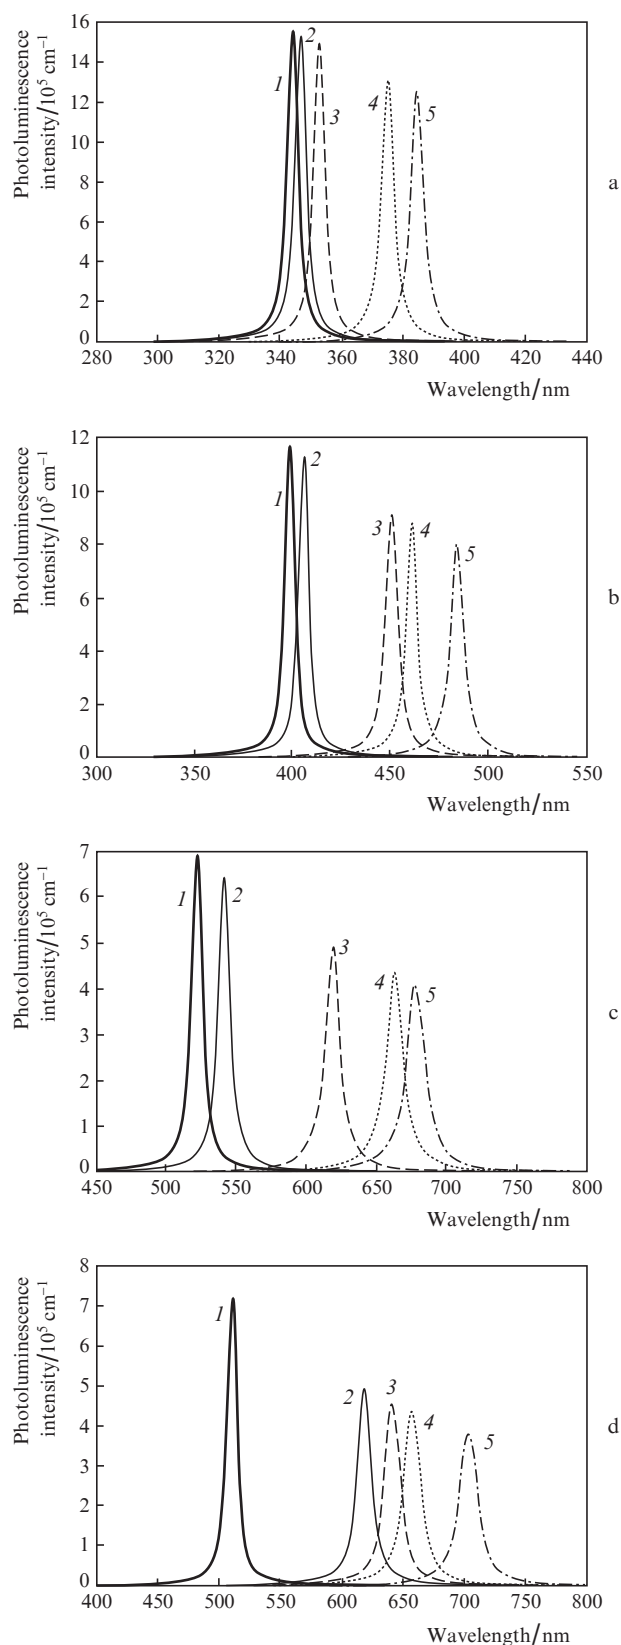 Photoluminescence
intensity/10⁵ cm⁻¹
16
14
12
10
8
6
4
2
0
1
2
3
4
5
280 300 320 340 360 380 400 420 440
Wavelength/nm
a
Photoluminescence
intensity/10⁵ cm⁻¹
12
10
8
6
4
2
0
1
2
3
4
5
300 350 400 450 500 550
Wavelength/nm
b
Photoluminescence
intensity/10⁵ cm⁻¹
7
6
5
4
3
2
1
0
1
2
3
4
5
450 500 550 600 650 700 750 800
Wavelength/nm
c
Photoluminescence
intensity/10⁵ cm⁻¹
8
7
6
5
4
3
2
1
0
1
2
3
4
5
400 450 500 550 600 650 700 750 800
Wavelength/nm
d